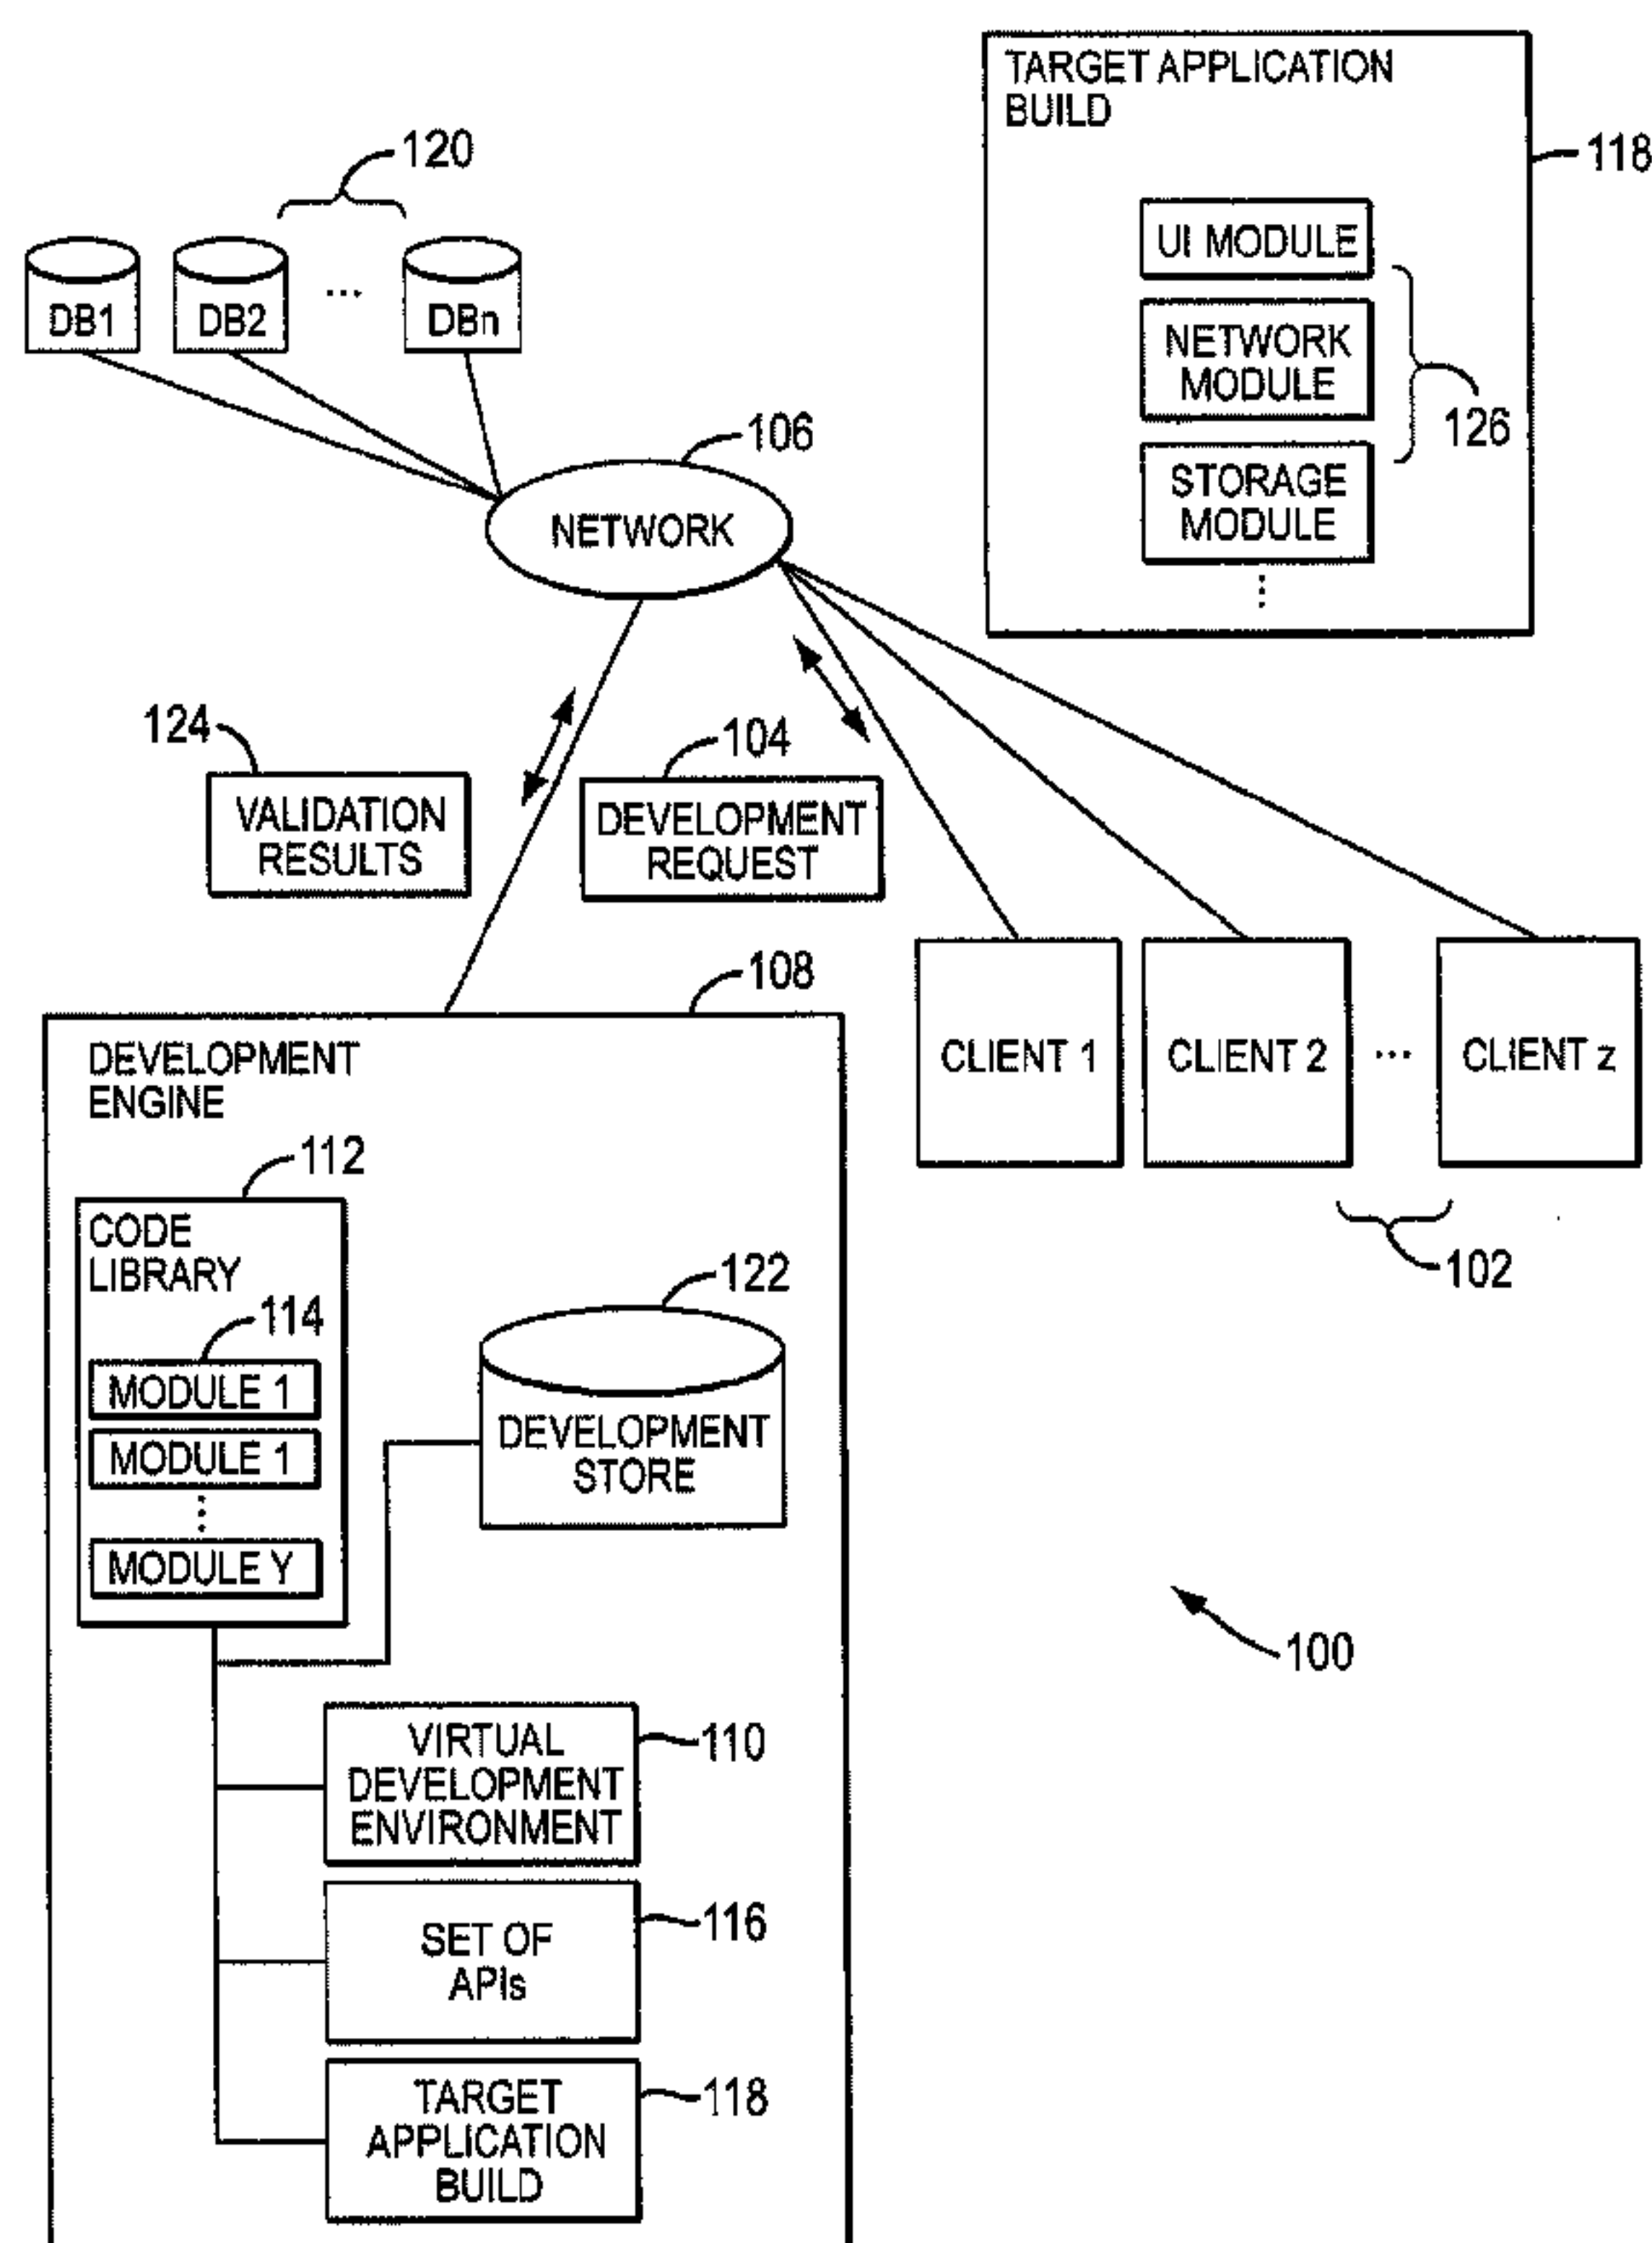 TARGET APPLICATION
BUILD
118
120
UI MODULE
DB1
DB2
...
DBn
NETWORK
MODULE
126
106
STORAGE
MODULE
NETWORK
124
104
VALIDATION
RESULTS
DEVELOPMENT
REQUEST
108
DEVELOPMENT
ENGINE
CLIENT 1
CLIENT 2
...
CLIENT z
102
112
CODE
LIBRARY
114
MODULE 1
MODULE 1
MODULE Y
122
DEVELOPMENT
STORE
100
VIRTUAL
DEVELOPMENT
ENVIRONMENT
110
SET OF
APIs
116
TARGET
APPLICATION
BUILD
118